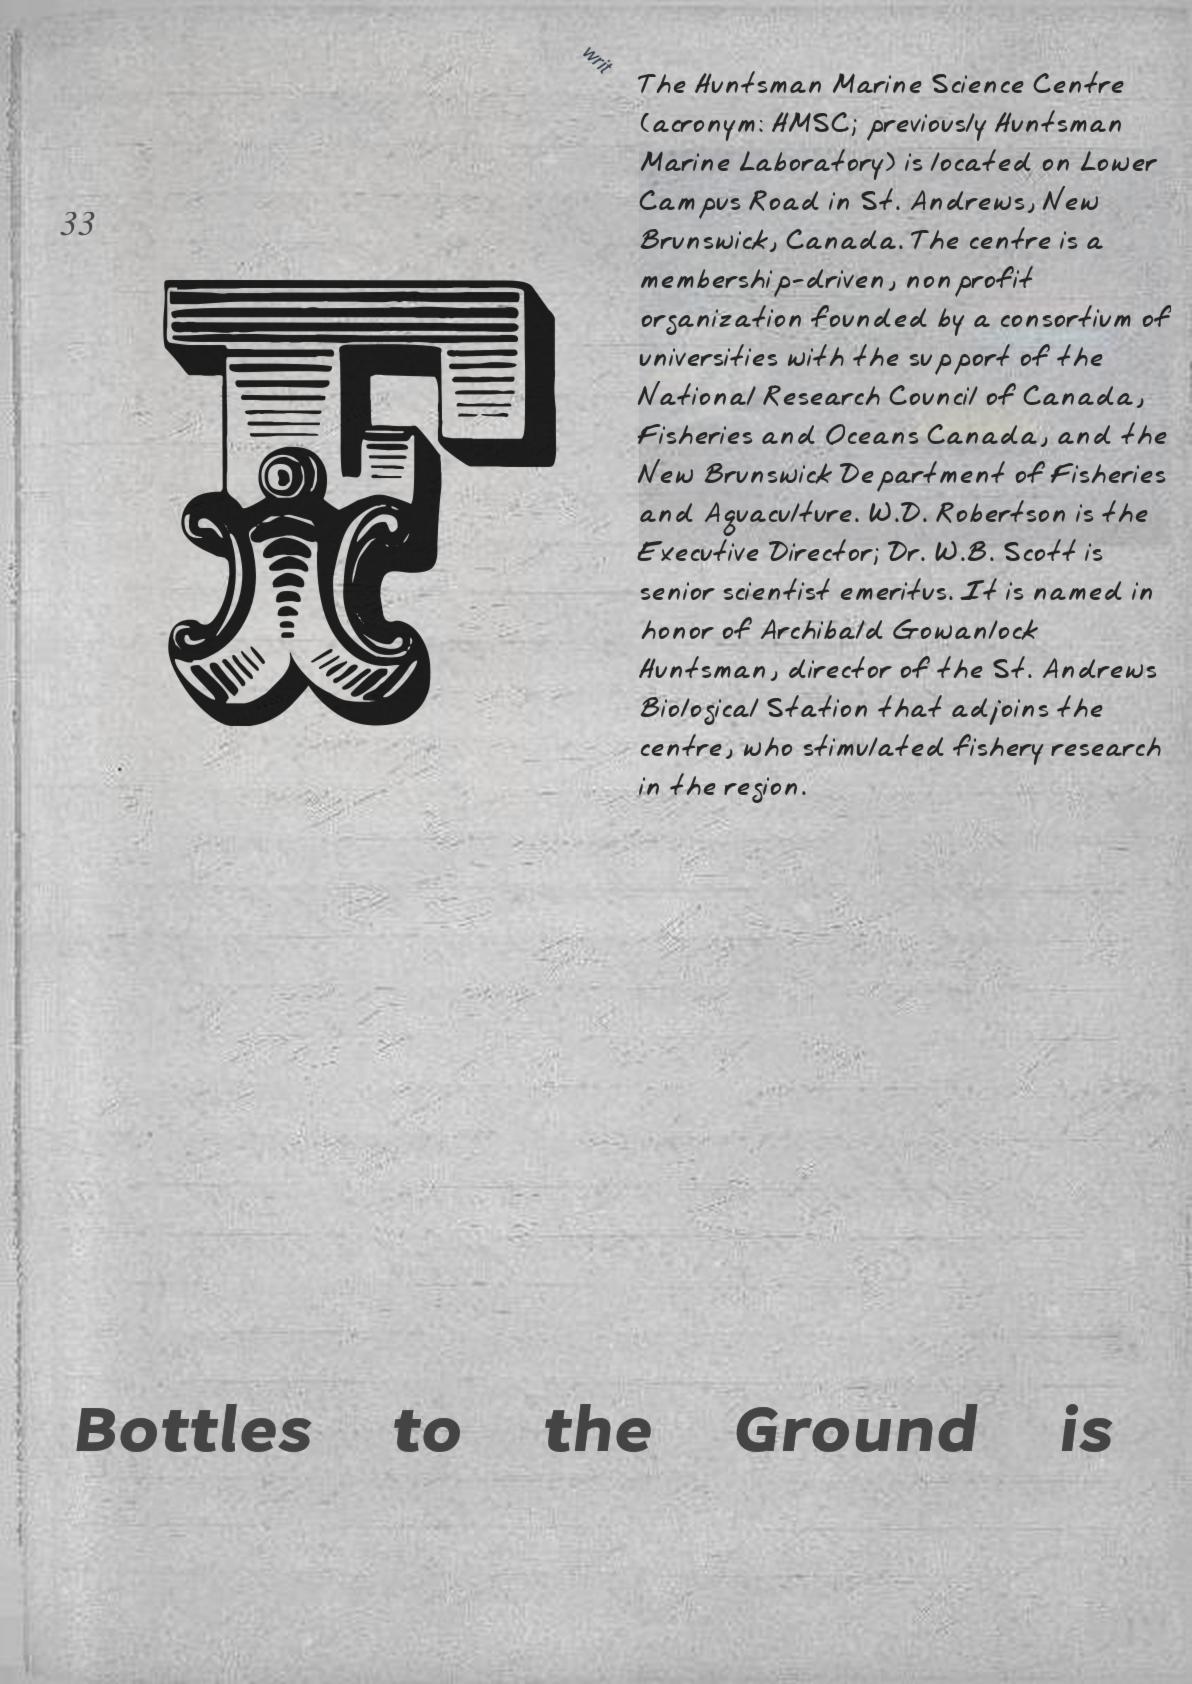 writ
33
F
The Huntsman Marine Science Centre
(acronym: HMSC; previously Huntsman
Marine Laboratory) is located on Lower
Campus Road in St. Andrews, New
Brunswick, Canada. The centre is a
membership-driven, nonprofit
organization founded by a consortium of
universities with the support of the
National Research Council of Canada,
Fisheries and Oceans Canada, and the
New Brunswick Department of Fisheries
and Aquaculture. W.D. Robertson is the
Executive Director; Dr. W.B. Scott is
senior scientist emeritus. It is named in
honor of Archibald Gowanlock
Huntsman, director of the St. Andrews
Biological Station that adjoins the
centre, who stimulated fishery research
in the region.
Bottles to the Ground is